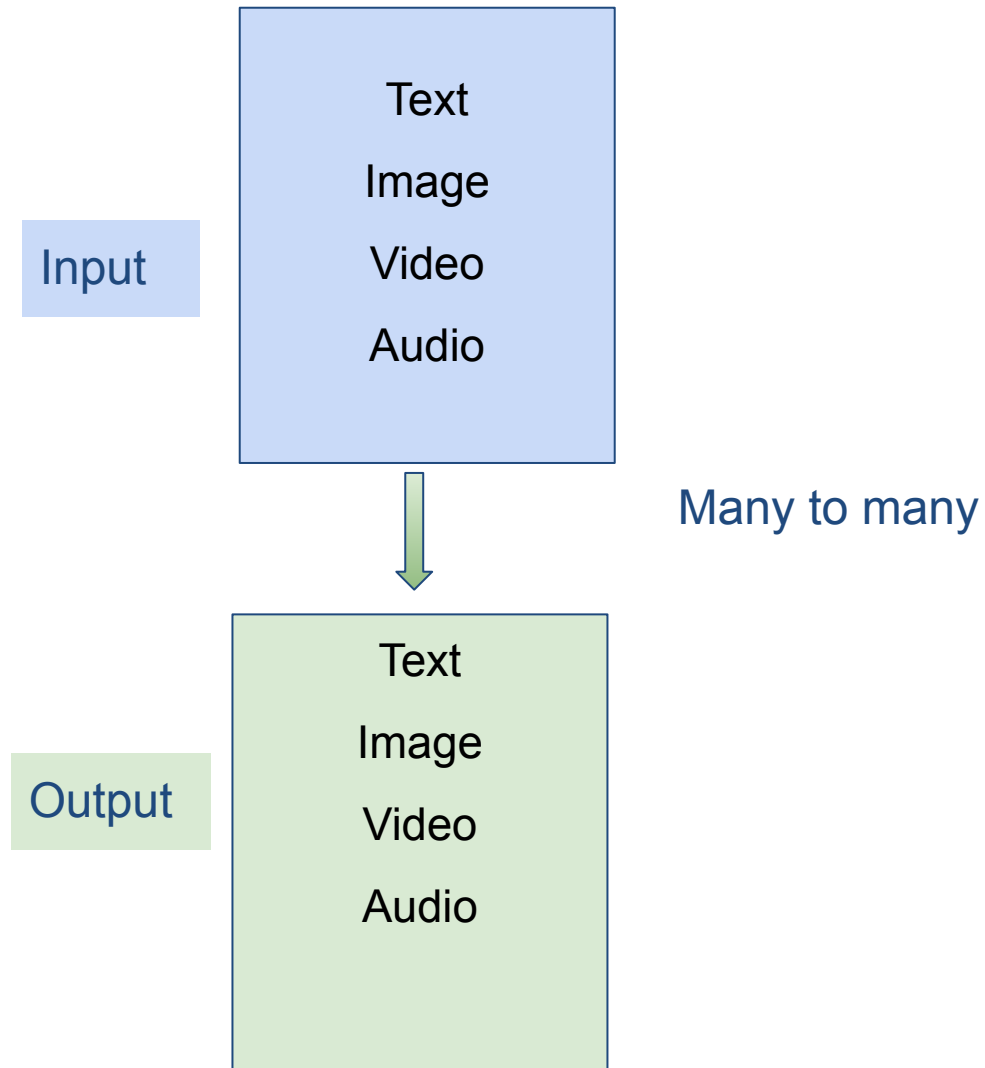 Text
Image
Input
Video
Audio
Many to many
Text
Image
Output
Video
Audio